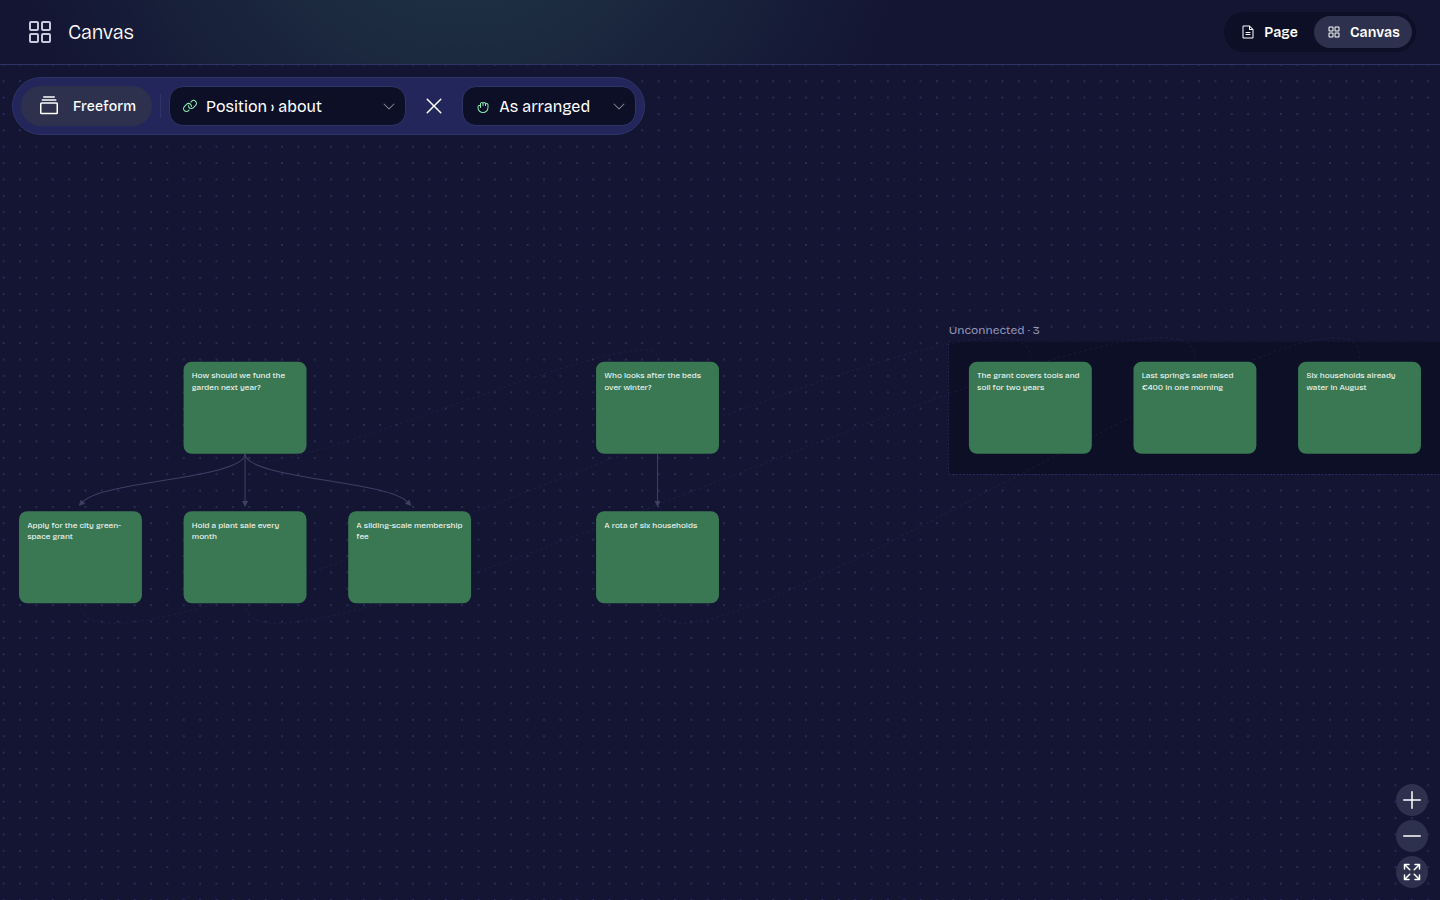 Canvas
Page
Canvas
Freeform
Position › about
As arranged
Unconnected · 3
How should we fund the
garden next year?
Who looks after the beds
over winter?
The grant covers tools and
soil for two years
Last spring's sale raised
€400 in one morning
Six households already
water in August
Apply for the city green-
space grant
Hold a plant sale every
month
A sliding-scale membership
fee
A rota of six households